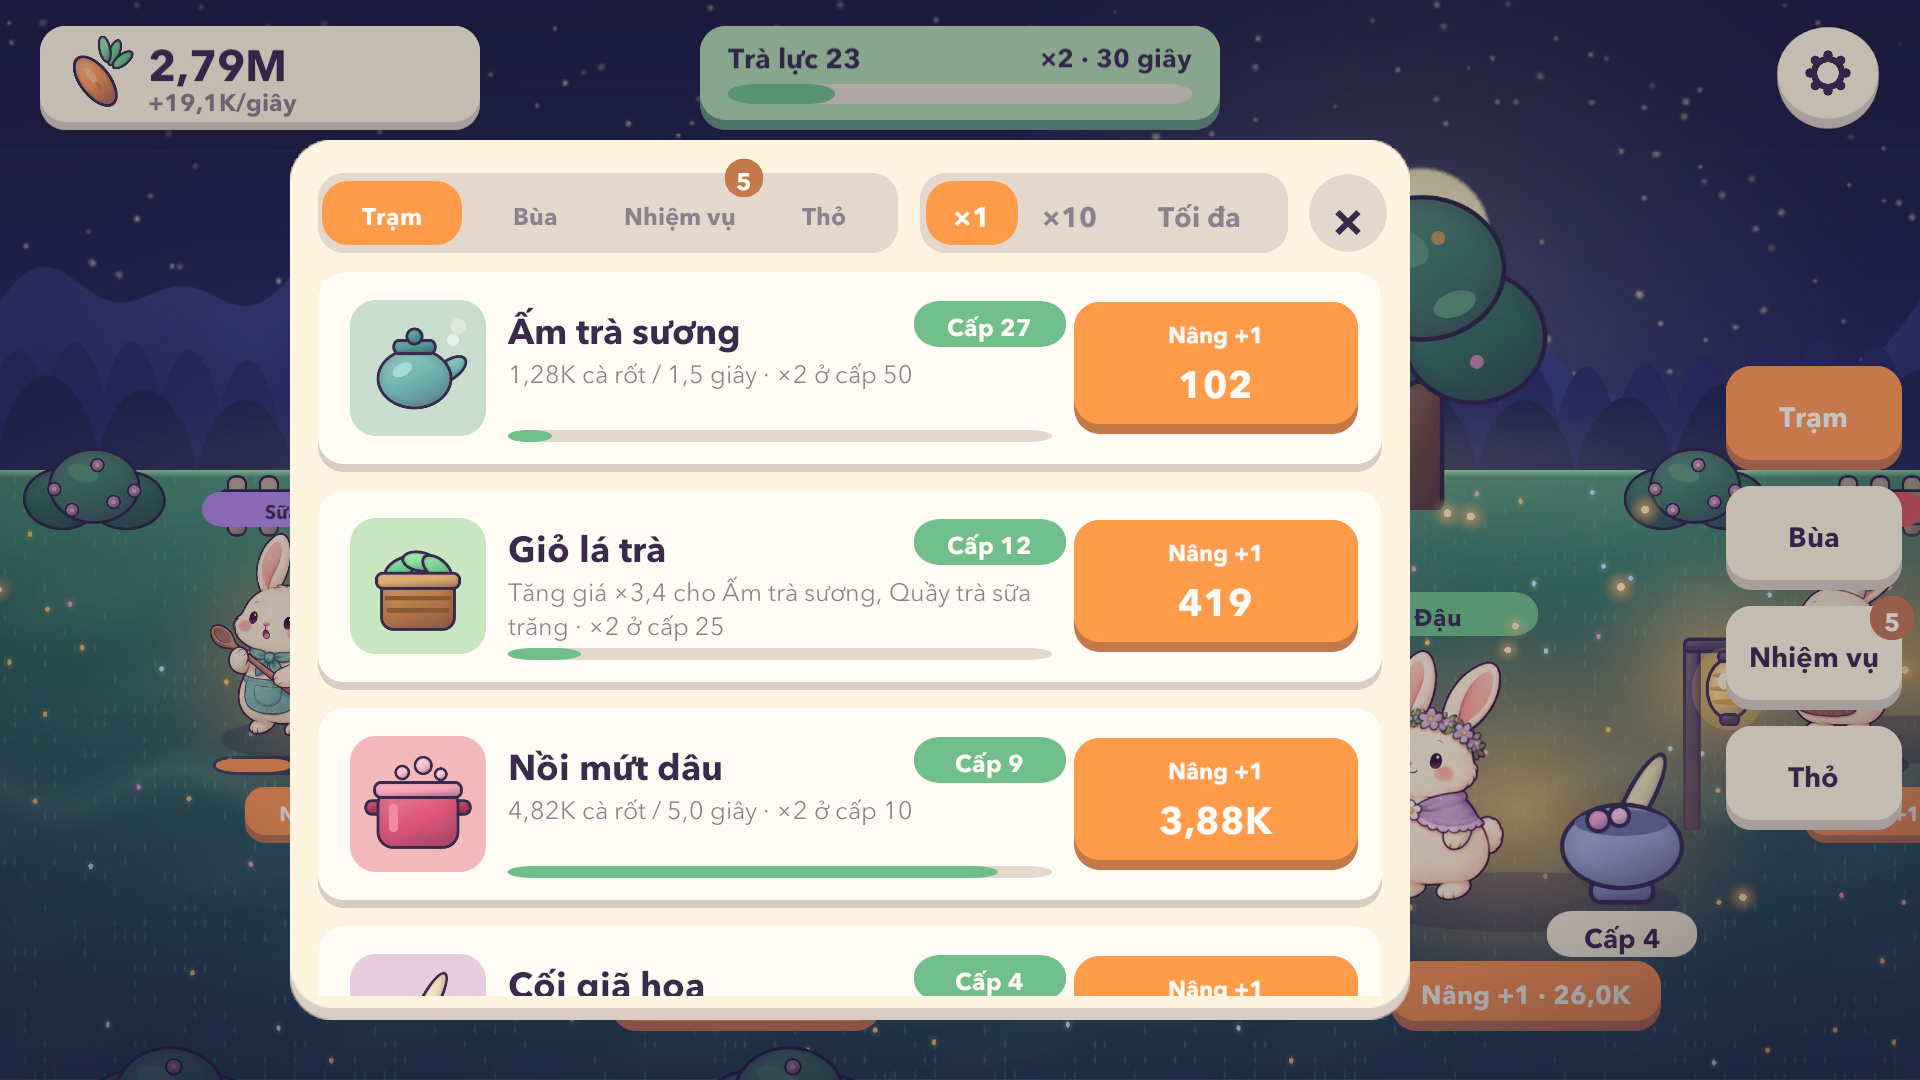 2,79M
+19,1K/giây
Trà lực 23
×2 · 30 giây
Trạm
Bùa
Nhiệm vụ
5
Thỏ
×1
×10
Tối đa
Ấm trà sương
Cấp 27
1,28K cà rốt / 1,5 giây · ×2 ở cấp 50
Nâng +1
102
Giỏ lá trà
Cấp 12
Tăng giá ×3,4 cho Ấm trà sương, Quầy trà sữa
trăng · ×2 ở cấp 25
Nâng +1
419
Nồi mứt dâu
Cấp 9
4,82K cà rốt / 5,0 giây · ×2 ở cấp 10
Nâng +1
3,88K
Cối giã hoa
Cấp 4
Nâng +1
Trạm
Bùa
Nhiệm vụ
5
Thỏ
Đậu
Cấp 4
Nâng +1 · 26,0K